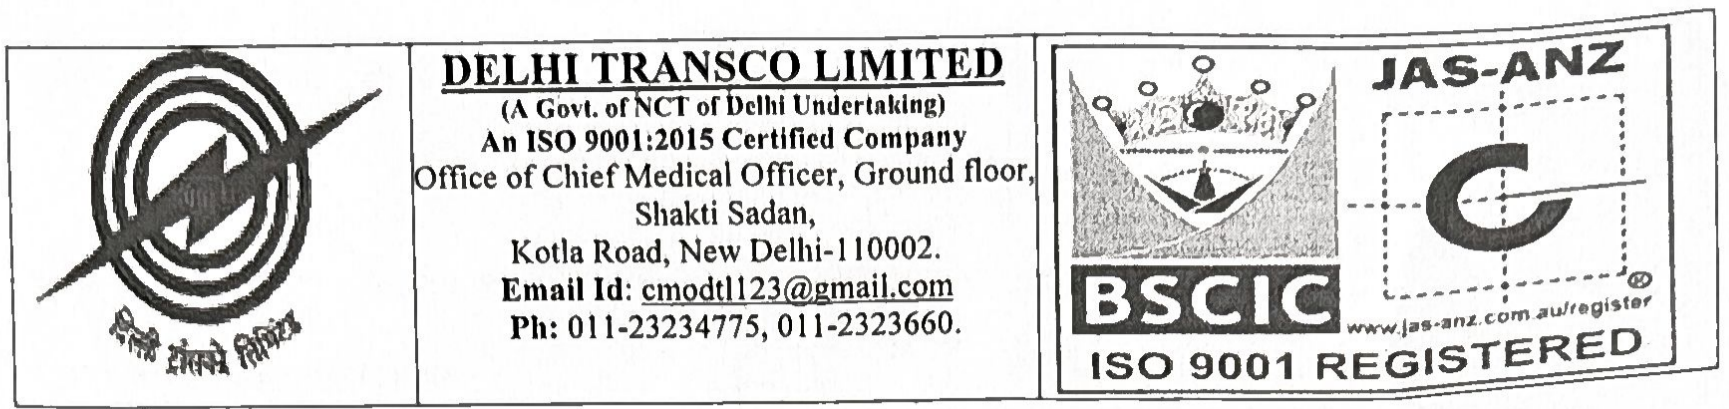 दिल्ली ट्रांसको लिमिटेड
DELHI TRANSCO LIMITED
(A Govt. of NCT of Delhi Undertaking)
An ISO 9001:2015 Certified Company
Office of Chief Medical Officer, Ground floor,
Shakti Sadan,
Kotla Road, New Delhi-110002.
Email Id: cmodtl123@gmail.com
Ph: 011-23234775, 011-2323660.
BSCIC
JAS-ANZ
®
www.jas-anz.com.au/register
ISO 9001 REGISTERED